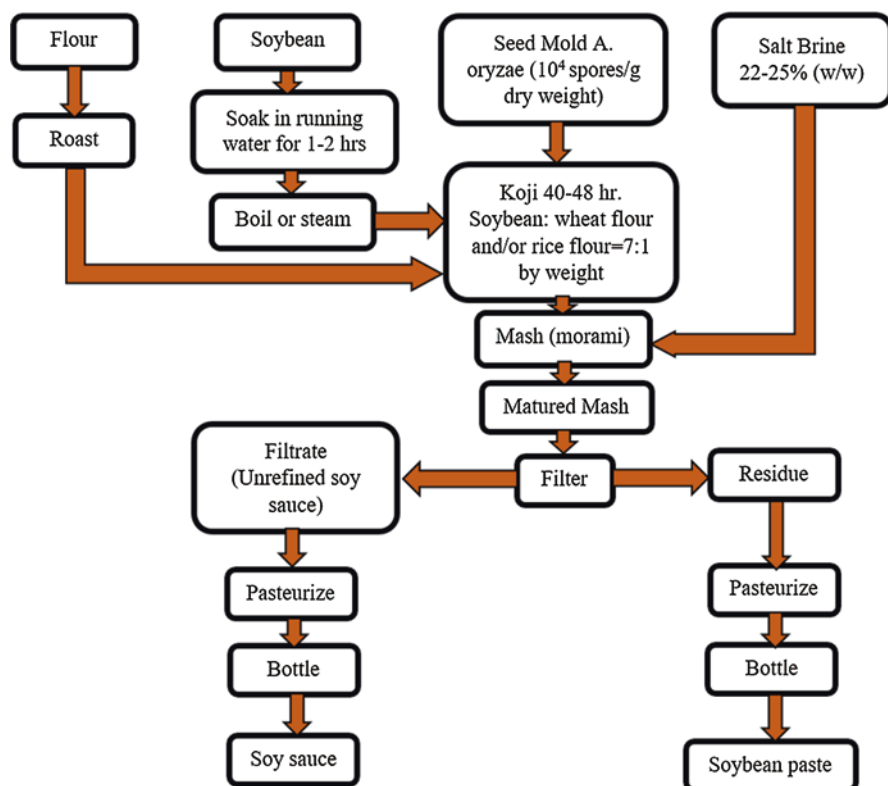 Flour
Soybean
Seed Mold A.
oryzae (10⁴ spores/g
dry weight)
Salt Brine
22-25% (w/w)
Roast
Soak in running
water for 1-2 hrs
Boil or steam
Koji 40-48 hr.
Soybean: wheat flour
and/or rice flour=7:1
by weight
Mash (morami)
Matured Mash
Filter
Filtrate
(Unrefined soy
sauce)
Residue
Pasteurize
Pasteurize
Bottle
Bottle
Soy sauce
Soybean paste